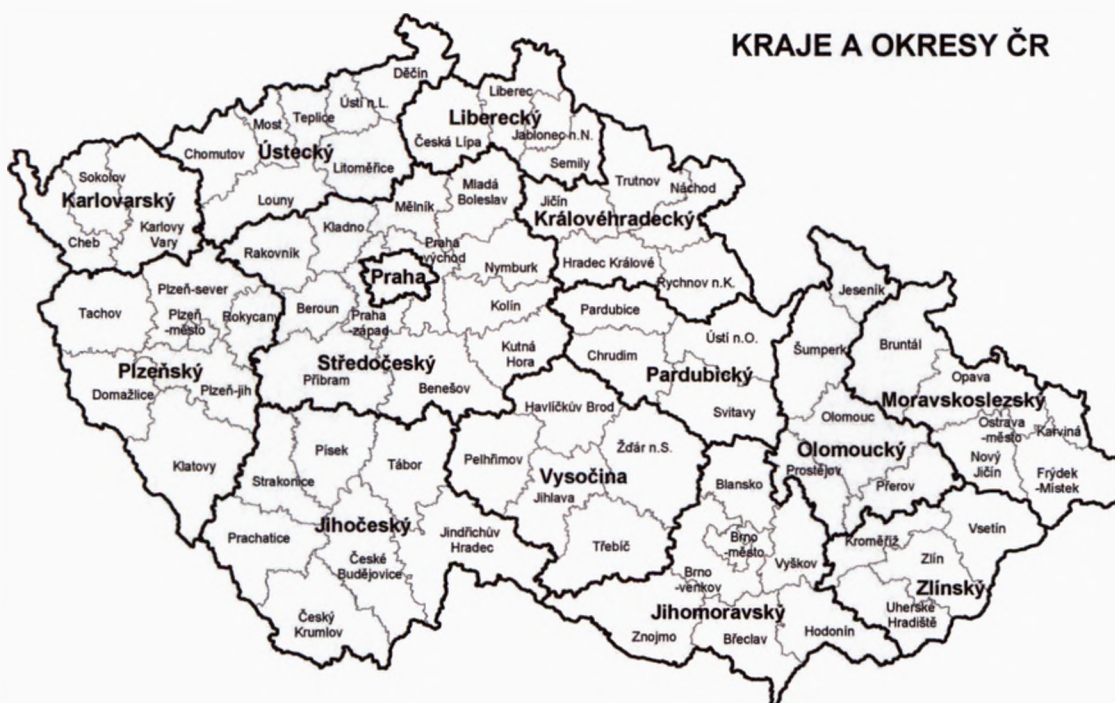 KRAJE A OKRESY ČR
Děčín
Liberec
Ústí n.L.
Teplice
Most
Liberecký
Jablonec n.N.
Česká Lípa
Chomutov
Ústecký
Litoměřice
Semily
Sokolov
Karlovarský
Louny
Mladá
Boleslav
Trutnov
Náchod
Jičín
Královéhradecký
Mělník
Kladno
Karlovy
Vary
Cheb
Rakovník
Praha
východ
Nymburk
Hradec Králové
Rychnov n.K.
Praha
Jeseník
Plzeň-sever
Tachov
Plzeň
-město
Rokycany
Beroun
Praha
-západ
Kolín
Pardubice
Ústí n.O.
Šumperk
Bruntál
Kutná
Hora
Chrudim
Středočeský
Plzeňský
Příbram
Benešov
Pardubický
Domažlice
Plzeň-jih
Svitavy
Opava
Moravskoslezský
Havlíčkův Brod
Olomouc
Ostrava
-město
Karviná
Olomoucký
Klatovy
Písek
Tábor
Strakonice
Pelhřimov
Žďár n.S.
Vysočina
Jihlava
Blansko
Prostějov
Přerov
Nový
Jičín
Frýdek
-Místek
Prachatice
Jihočeský
Jindřichův
Hradec
České
Budějovice
Třebíč
Brno
-město
Vyškov
Kroměříž
Vsetín
Zlín
Zlínský
Brno
-venkov
Jihomoravský
Uherské
Hradiště
Český
Krumlov
Znojmo
Břeclav
Hodonín